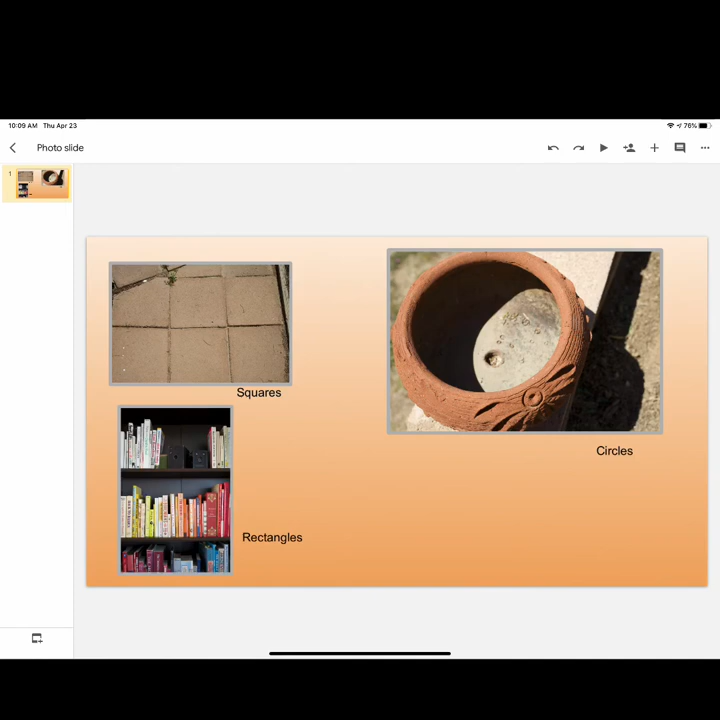 10:09 AM Thu Apr 23
76%
Photo slide
1
Squares
Circles
Rectangles